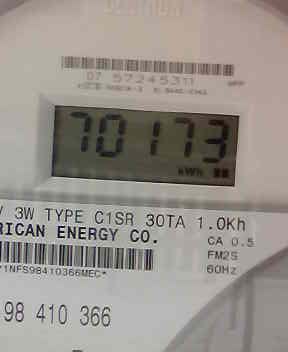 07 57245311
70173
kWh
V 3W TYPE C1SR 30TA 1.0Kh
RICAN ENERGY CO.
CA 0.5
FM2S
60Hz
*1NFS98410366MEC*
98 410 366